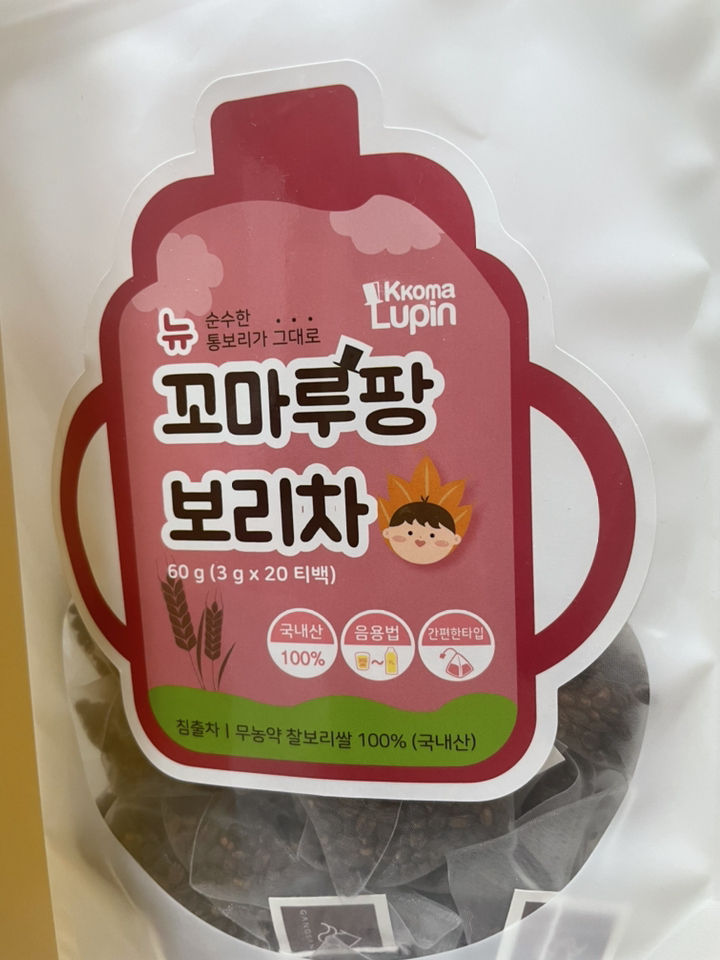 Kkoma
Lupin
뉴 순수한
통보리가 그대로
꼬마루팡
보리차
60 g (3 g x 20 티백)
국내산
100%
음용법
간편한타입
침출차 | 무농약 찰보리쌀 100% (국내산)